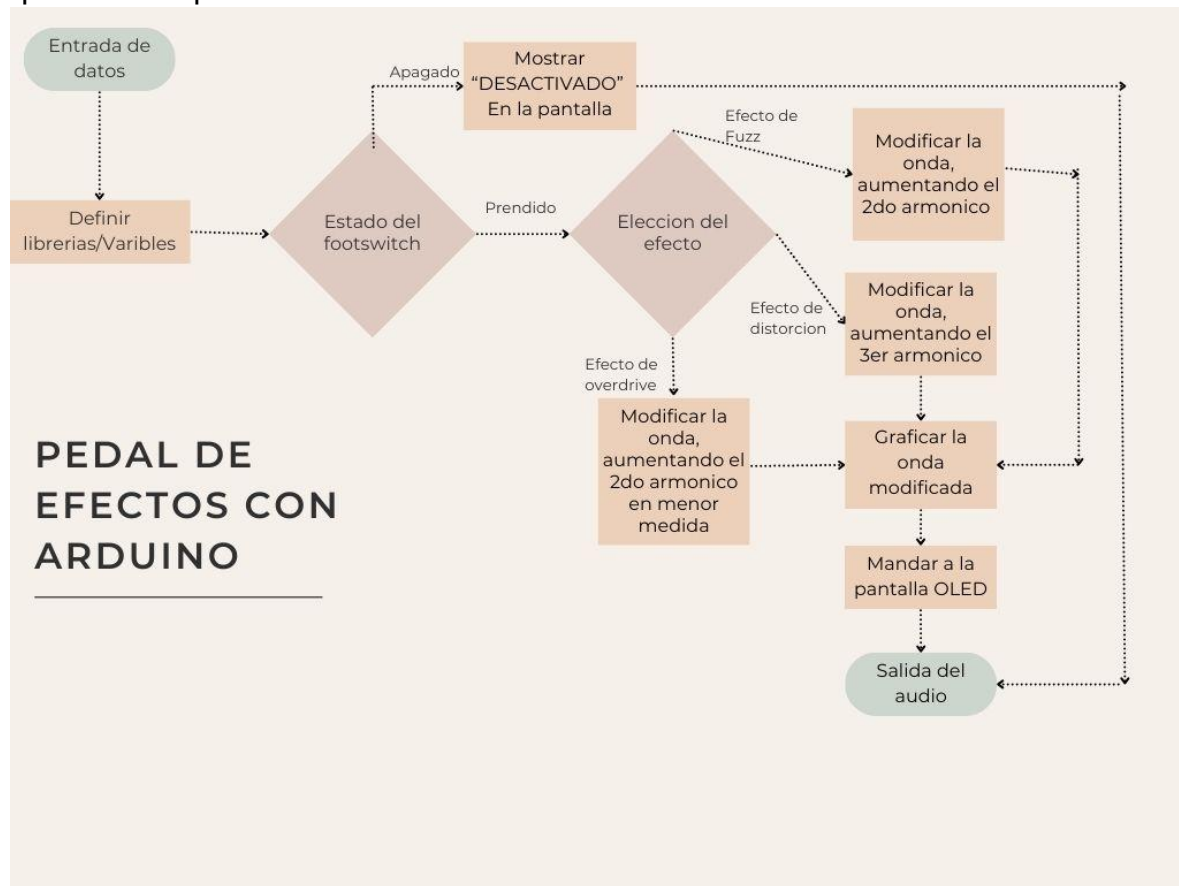 Entrada de
datos
Mostrar
“DESACTIVADO”
En la pantalla
Apagado
Efecto de
Fuzz
Modificar la
onda,
aumentando el
2do armonico
Definir
librerias/Varibles
Estado del
footswitch
Prendido
Eleccion del
efecto
Efecto de
distorcion
Modificar la
onda,
aumentando el
3er armonico
Efecto de
overdrive
Modificar la
onda,
aumentando el
2do armonico
en menor
medida
Graficar la
onda
modificada
PEDAL DE
EFECTOS CON
ARDUINO
Mandar a la
pantalla OLED
Salida del
audio